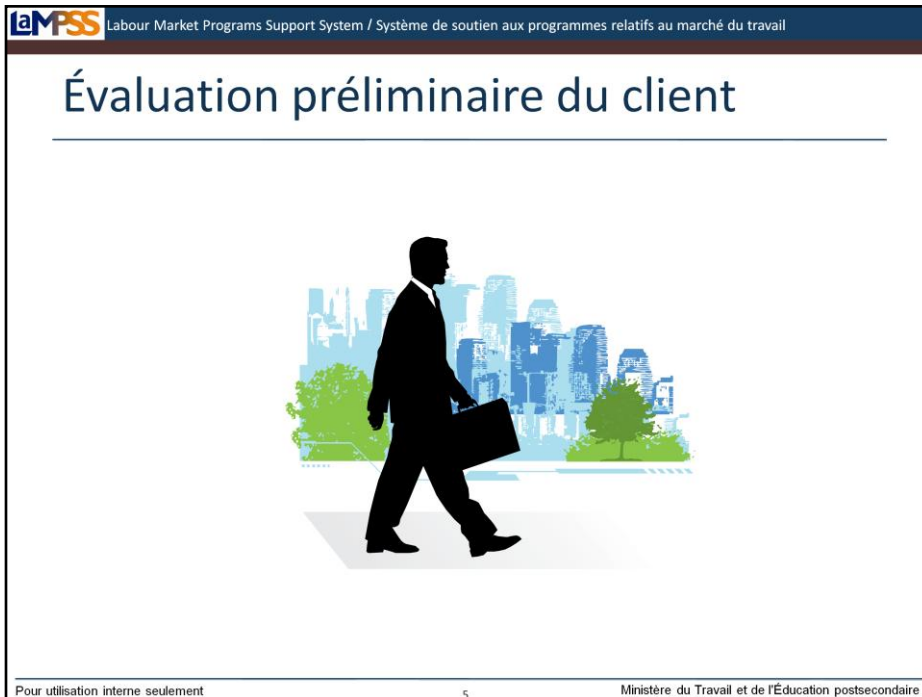 LaMPSS Labour Market Programs Support System / Système de soutien aux programmes relatifs au marché du travail
Évaluation préliminaire du client
Pour utilisation interne seulement 5 Ministère du Travail et de l'Éducation postsecondaire